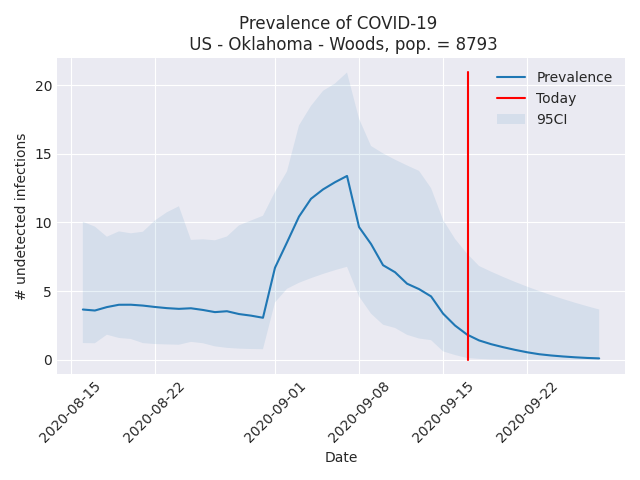 Prevalence of COVID-19
US - Oklahoma - Woods, pop. = 8793
# undetected infections
20
15
10
5
0
Prevalence
Today
95CI
2020-08-15
2020-08-22
2020-09-01
2020-09-08
2020-09-15
2020-09-22
Date